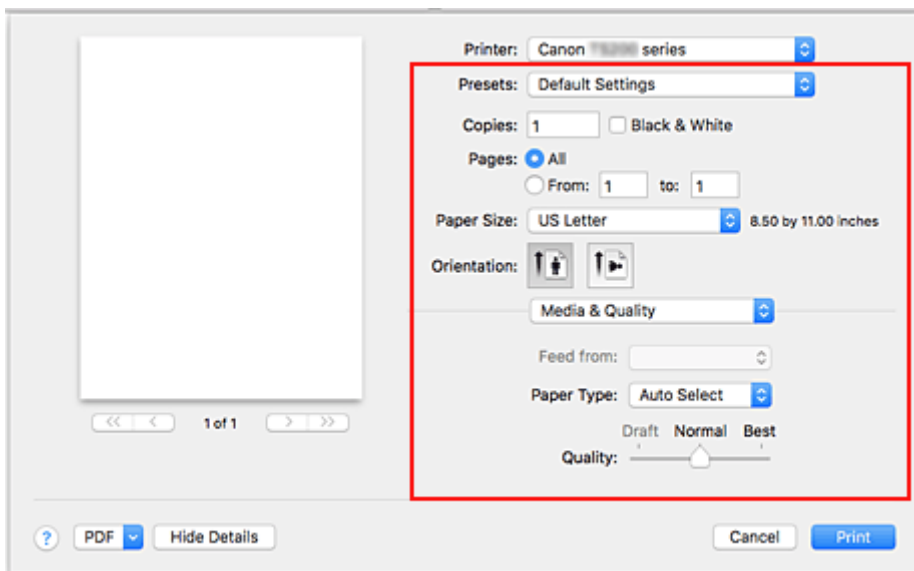 Printer: Canon series
Presets: Default Settings
Copies: 1 Black & White
Pages: All
From: 1 to: 1
Paper Size: US Letter 8.50 by 11.00 inches
Orientation:
Media & Quality
Feed from:
Paper Type: Auto Select
<< < 1 of 1 > >>
Draft Normal Best
Quality:
? PDF Hide Details Cancel Print